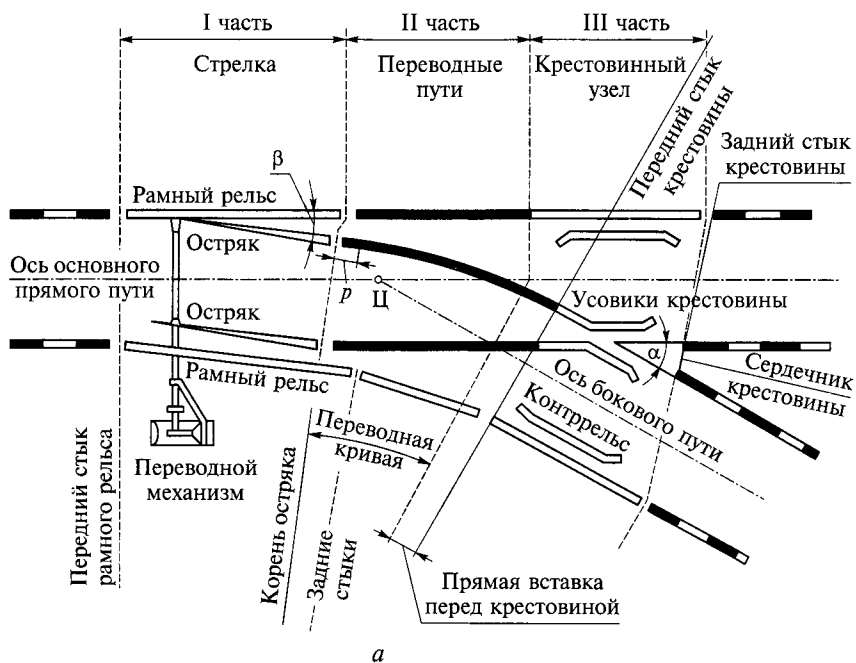 I часть
II часть
III часть
Стрелка
Переводные
пути
Крестовинный
узел
Передний стык
крестовины
Задний стык
крестовины
β
Рамный рельс
Остряк
Ось основного
прямого пути
p
Ц
Усовики крестовины
Остряк
α
Рамный рельс
Ось бокового пути
Сердечник
крестовины
Контррельс
Переводная
кривая
Переводной
механизм
Передний стык
рамного рельса
Корень остряка
Задние
стыки
Прямая вставка
перед крестовиной
а